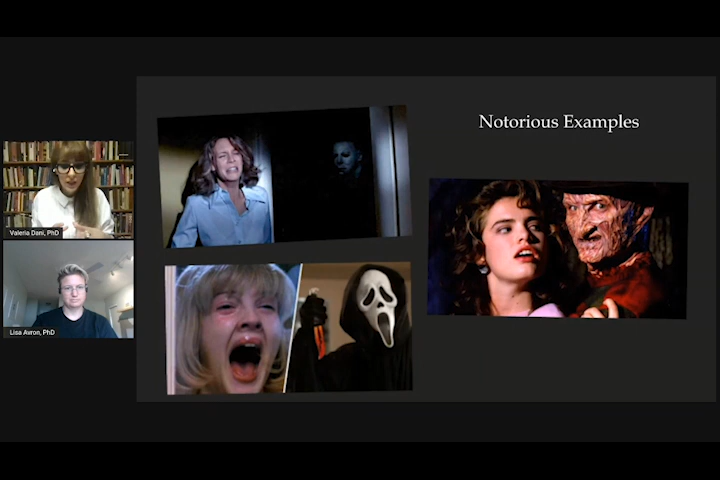 Notorious Examples
Valeria Dani, PhD
Lisa Avron, PhD